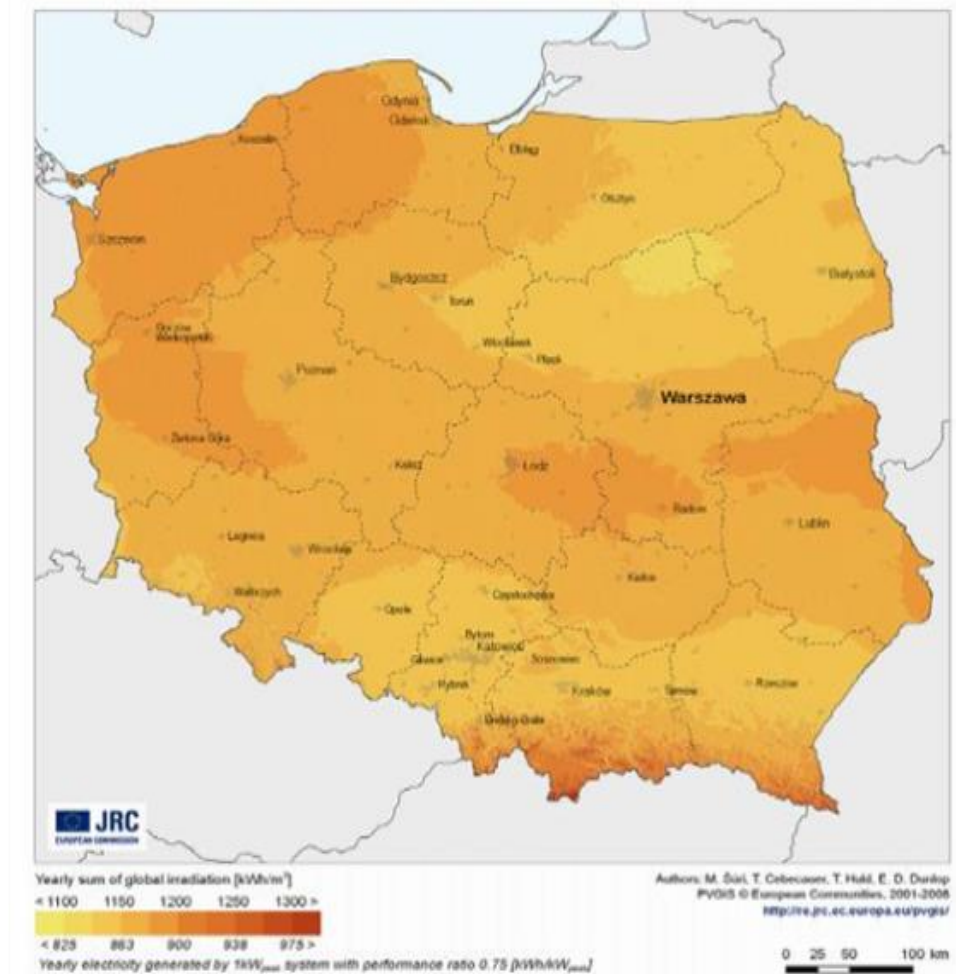 Gdynia
Gdańsk
Koszalin
Elbląg
Olsztyn
Szczecin
Bydgoszcz
Białystok
Toruń
Gorzów
Wielkopolski
Włocławek
Płock
Poznań
Warszawa
Zielona Góra
Kalisz
Łódź
Radom
Lublin
Legnica
Wrocław
Kielce
Wałbrzych
Częstochowa
Opole
Bytom
Katowice
Gliwice
Sosnowiec
Rybnik
Kraków
Tarnów
Rzeszów
Bielsko-Biała
JRC
EUROPEAN COMMISSION
Yearly sum of global irradiation [kWh/m²]
< 1100 1150 1200 1250 1300 >
< 825 863 900 938 975 >
Yearly electricity generated by 1kWpeak system with performance ratio 0.75 [kWh/kWpeak]
Authors: M. Šúri, T. Cebecauer, T. Huld, E. D. Dunlop
PVGIS © European Communities, 2001-2008
http://re.jrc.ec.europa.eu/pvgis/
0 25 50 100 km